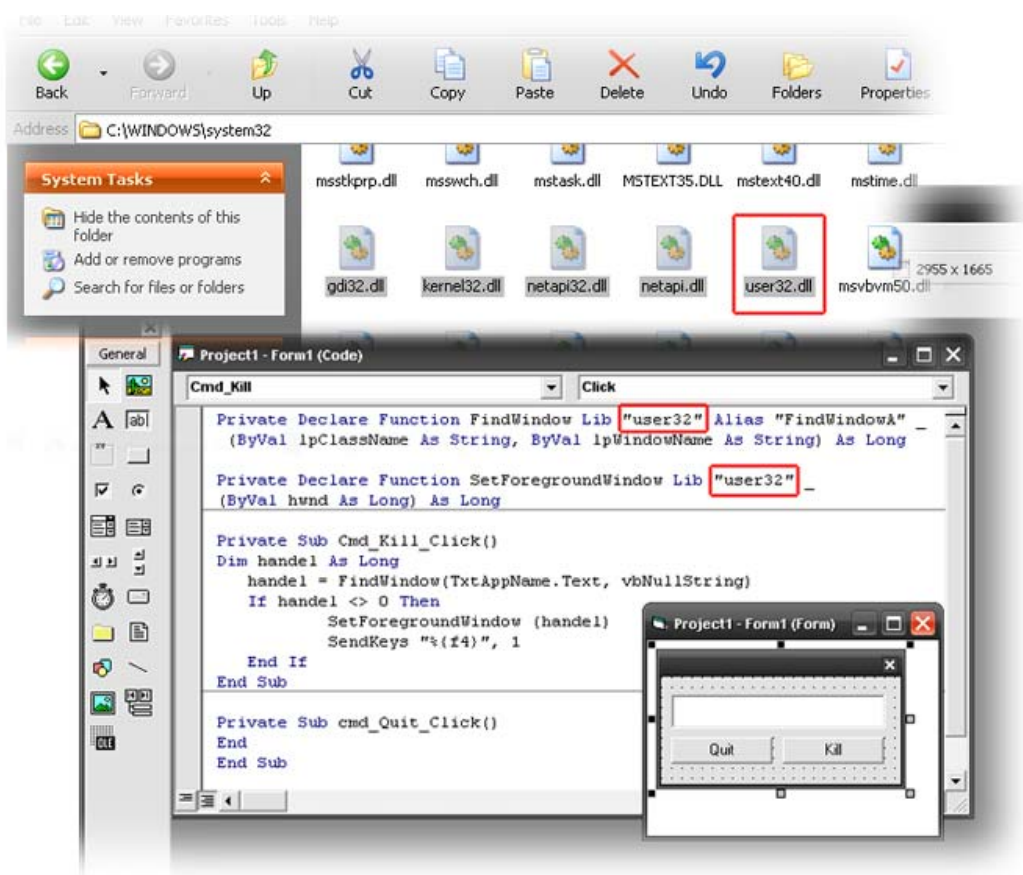 File Edit View Favorites Tools Help
Back Forward Up Cut Copy Paste Delete Undo Folders Properties
Address C:\WINDOWS\system32
System Tasks
Hide the contents of this
folder
Add or remove programs
Search for files or folders
msstkprp.dll msswch.dll mstask.dll MSTEXT35.DLL mstext40.dll mstime.dll
gdi32.dll kernel32.dll netapi32.dll netapi.dll user32.dll msvbvm50.dll
2955 x 1665
General
Project1 - Form1 (Code)
Cmd_Kill Click
Private Declare Function FindWindow Lib "user32" Alias "FindWindowA" _
(ByVal lpClassName As String, ByVal lpWindowName As String) As Long
Private Declare Function SetForegroundWindow Lib "user32" _
(ByVal hwnd As Long) As Long
Private Sub Cmd_Kill_Click()
Dim handel As Long
handel = FindWindow(TxtAppName.Text, vbNullString)
If handel <> 0 Then
SetForegroundWindow (handel)
SendKeys "%(f4)", 1
End If
End Sub
Private Sub cmd_Quit_Click()
End
End Sub
A ab|
OLE
Project1 - Form1 (Form)
Quit Kill